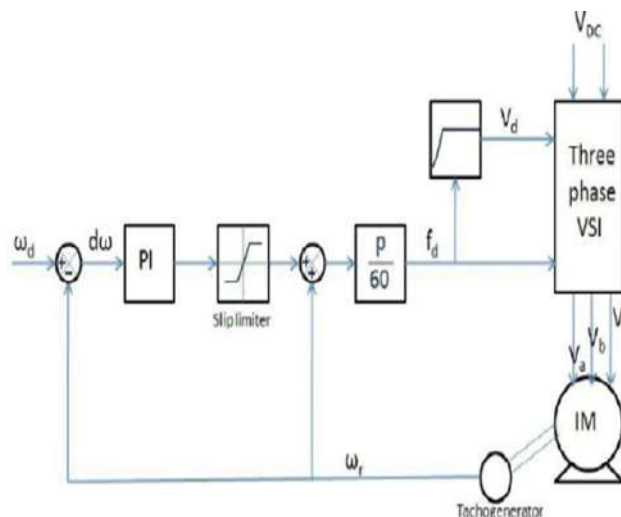 V_DC
V_d
Three
phase
VSI
ω_d
+
-
dω
PI
Slip limiter
+
+
p
60
f_d
V_a
V_b
V
IM
ω_r
Tachogenerator